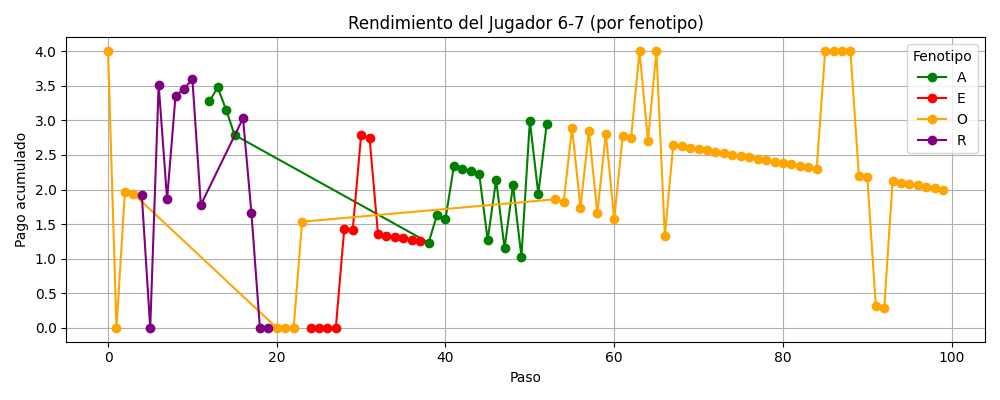 Rendimiento del Jugador 6-7 (por fenotipo)
Pago acumulado
4.0
3.5
3.0
2.5
2.0
1.5
1.0
0.5
0.0
Fenotipo
A
E
O
R
0 20 40 60 80 100
Paso